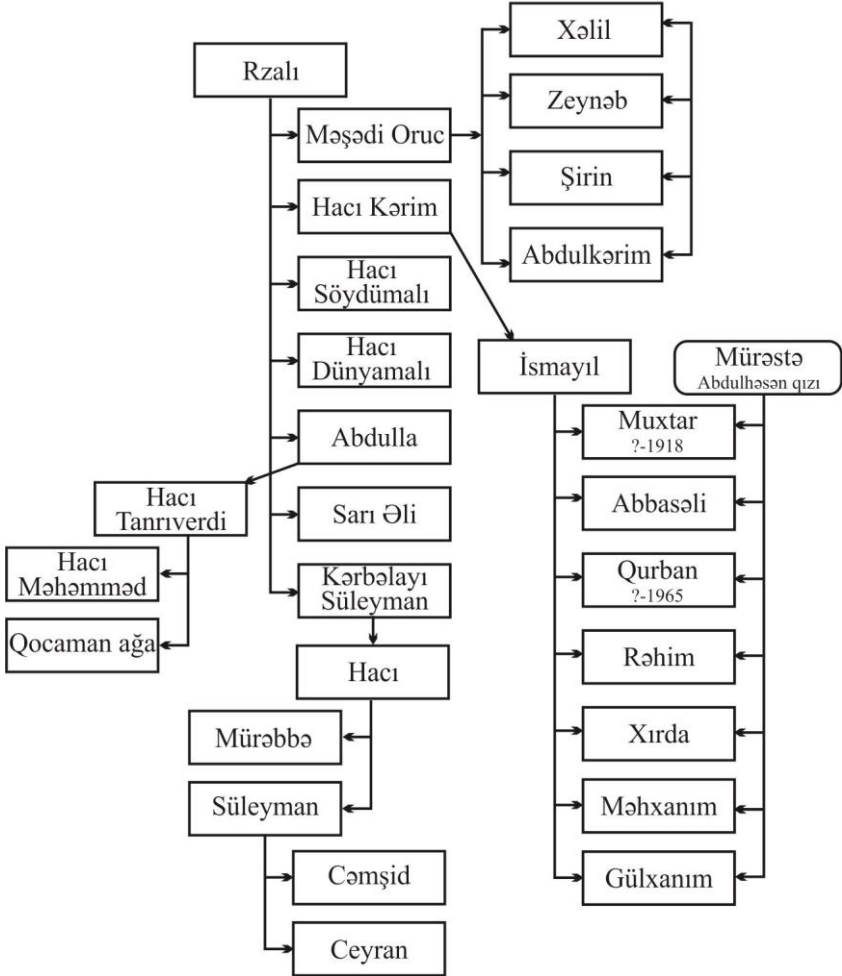 Rzalı
Məşədi Oruc
Hacı Kərim
Hacı
Söydümalı
Hacı
Dünyamalı
Abdulla
Sarı Əli
Kərbəlayı
Süleyman
Xəlil
Zeynəb
Şirin
Abdulkərim
İsmayıl
Mürəstə
Abdulhəsən qızı
Muxtar
?-1918
Abbasəli
Qurban
?-1965
Rəhim
Xırda
Məhxanım
Gülxanım
Hacı
Tanrıverdi
Hacı
Məhəmməd
Qocaman ağa
Hacı
Mürəbbə
Süleyman
Cəmşid
Ceyran